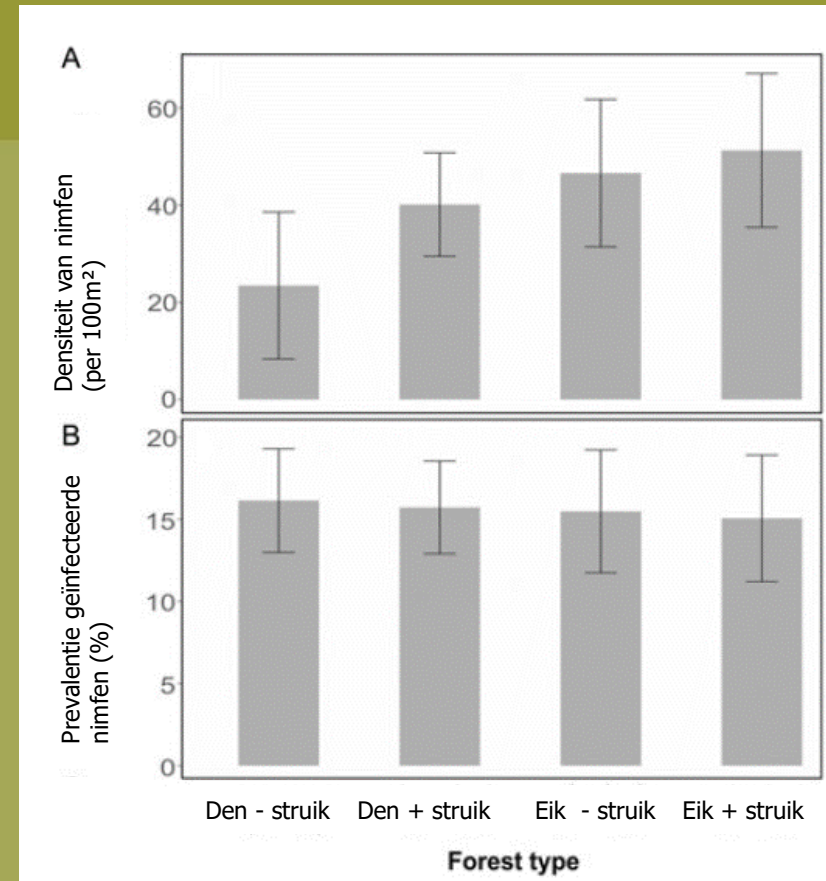 A
Densiteit van nimfen
(per 100m²)
60
40
20
0
B
Prevalentie geïnfecteerde
nimfen (%)
20
15
10
5
0
Den - struik Den + struik Eik - struik Eik + struik
Forest type